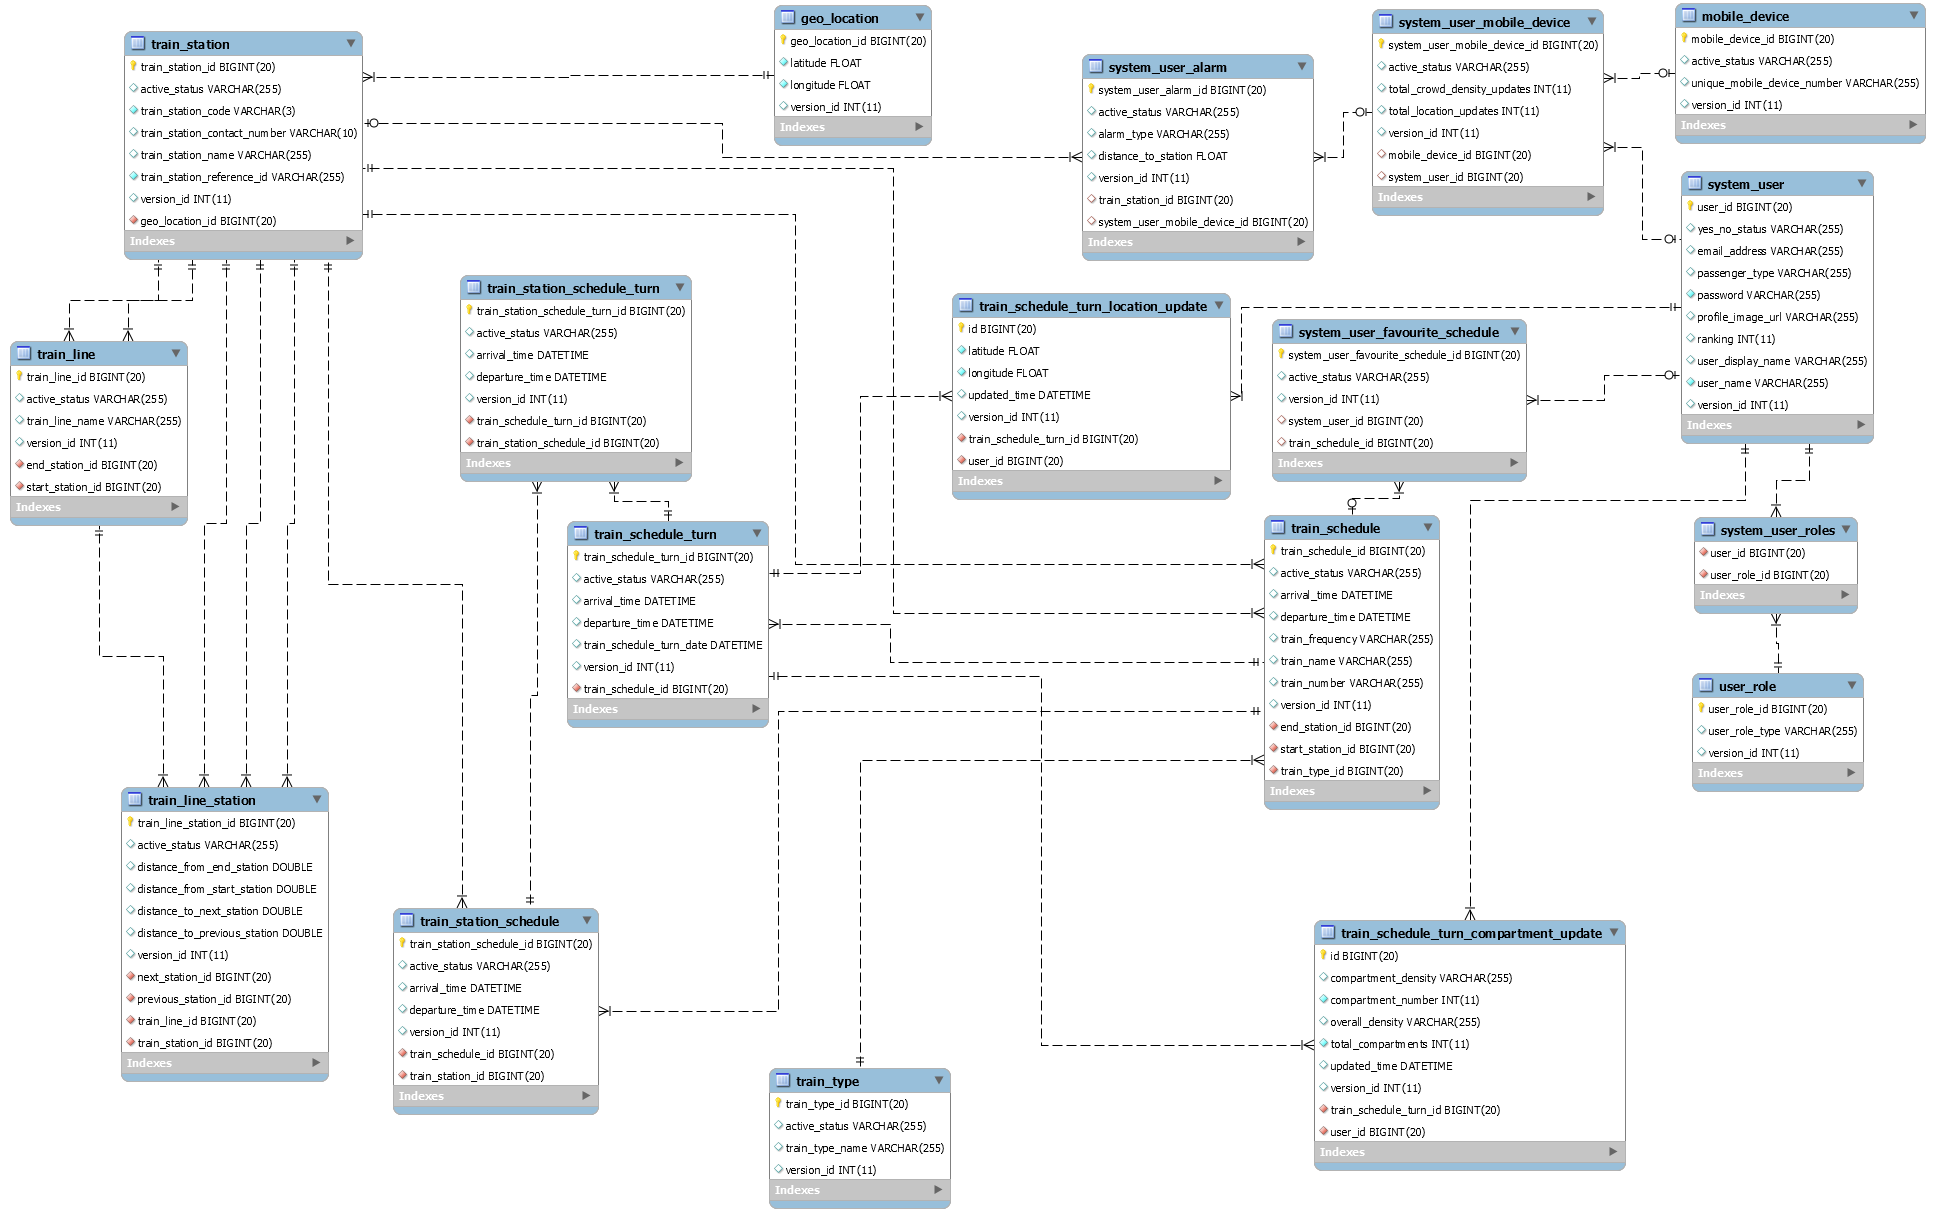 train_station
train_station_id BIGINT(20)
active_status VARCHAR(255)
train_station_code VARCHAR(3)
train_station_contact_number VARCHAR(10)
train_station_name VARCHAR(255)
train_station_reference_id VARCHAR(255)
version_id INT(11)
geo_location_id BIGINT(20)
Indexes
geo_location
geo_location_id BIGINT(20)
latitude FLOAT
longitude FLOAT
version_id INT(11)
Indexes
system_user_alarm
system_user_alarm_id BIGINT(20)
active_status VARCHAR(255)
alarm_type VARCHAR(255)
distance_to_station FLOAT
version_id INT(11)
train_station_id BIGINT(20)
system_user_mobile_device_id BIGINT(20)
Indexes
system_user_mobile_device
system_user_mobile_device_id BIGINT(20)
active_status VARCHAR(255)
total_crowd_density_updates INT(11)
total_location_updates INT(11)
version_id INT(11)
mobile_device_id BIGINT(20)
system_user_id BIGINT(20)
Indexes
mobile_device
mobile_device_id BIGINT(20)
active_status VARCHAR(255)
unique_mobile_device_number VARCHAR(255)
version_id INT(11)
Indexes
system_user
user_id BIGINT(20)
yes_no_status VARCHAR(255)
email_address VARCHAR(255)
passenger_type VARCHAR(255)
password VARCHAR(255)
profile_image_url VARCHAR(255)
ranking INT(11)
user_display_name VARCHAR(255)
user_name VARCHAR(255)
version_id INT(11)
Indexes
train_line
train_line_id BIGINT(20)
active_status VARCHAR(255)
train_line_name VARCHAR(255)
version_id INT(11)
end_station_id BIGINT(20)
start_station_id BIGINT(20)
Indexes
train_station_schedule_turn
train_station_schedule_turn_id BIGINT(20)
active_status VARCHAR(255)
arrival_time DATETIME
departure_time DATETIME
version_id INT(11)
train_schedule_turn_id BIGINT(20)
train_station_schedule_id BIGINT(20)
Indexes
train_schedule_turn_location_update
id BIGINT(20)
latitude FLOAT
longitude FLOAT
updated_time DATETIME
version_id INT(11)
train_schedule_turn_id BIGINT(20)
user_id BIGINT(20)
Indexes
system_user_favourite_schedule
system_user_favourite_schedule_id BIGINT(20)
active_status VARCHAR(255)
version_id INT(11)
system_user_id BIGINT(20)
train_schedule_id BIGINT(20)
Indexes
train_schedule_turn
train_schedule_turn_id BIGINT(20)
active_status VARCHAR(255)
arrival_time DATETIME
departure_time DATETIME
train_schedule_turn_date DATETIME
version_id INT(11)
train_schedule_id BIGINT(20)
Indexes
train_schedule
train_schedule_id BIGINT(20)
active_status VARCHAR(255)
arrival_time DATETIME
departure_time DATETIME
train_frequency VARCHAR(255)
train_name VARCHAR(255)
train_number VARCHAR(255)
version_id INT(11)
end_station_id BIGINT(20)
start_station_id BIGINT(20)
train_type_id BIGINT(20)
Indexes
system_user_roles
user_id BIGINT(20)
user_role_id BIGINT(20)
Indexes
user_role
user_role_id BIGINT(20)
user_role_type VARCHAR(255)
version_id INT(11)
Indexes
train_line_station
train_line_station_id BIGINT(20)
active_status VARCHAR(255)
distance_from_end_station DOUBLE
distance_from_start_station DOUBLE
distance_to_next_station DOUBLE
distance_to_previous_station DOUBLE
version_id INT(11)
next_station_id BIGINT(20)
previous_station_id BIGINT(20)
train_line_id BIGINT(20)
train_station_id BIGINT(20)
Indexes
train_station_schedule
train_station_schedule_id BIGINT(20)
active_status VARCHAR(255)
arrival_time DATETIME
departure_time DATETIME
version_id INT(11)
train_schedule_id BIGINT(20)
train_station_id BIGINT(20)
Indexes
train_type
train_type_id BIGINT(20)
active_status VARCHAR(255)
train_type_name VARCHAR(255)
version_id INT(11)
Indexes
train_schedule_turn_compartment_update
id BIGINT(20)
compartment_density VARCHAR(255)
compartment_number INT(11)
overall_density VARCHAR(255)
total_compartments INT(11)
updated_time DATETIME
version_id INT(11)
train_schedule_turn_id BIGINT(20)
user_id BIGINT(20)
Indexes